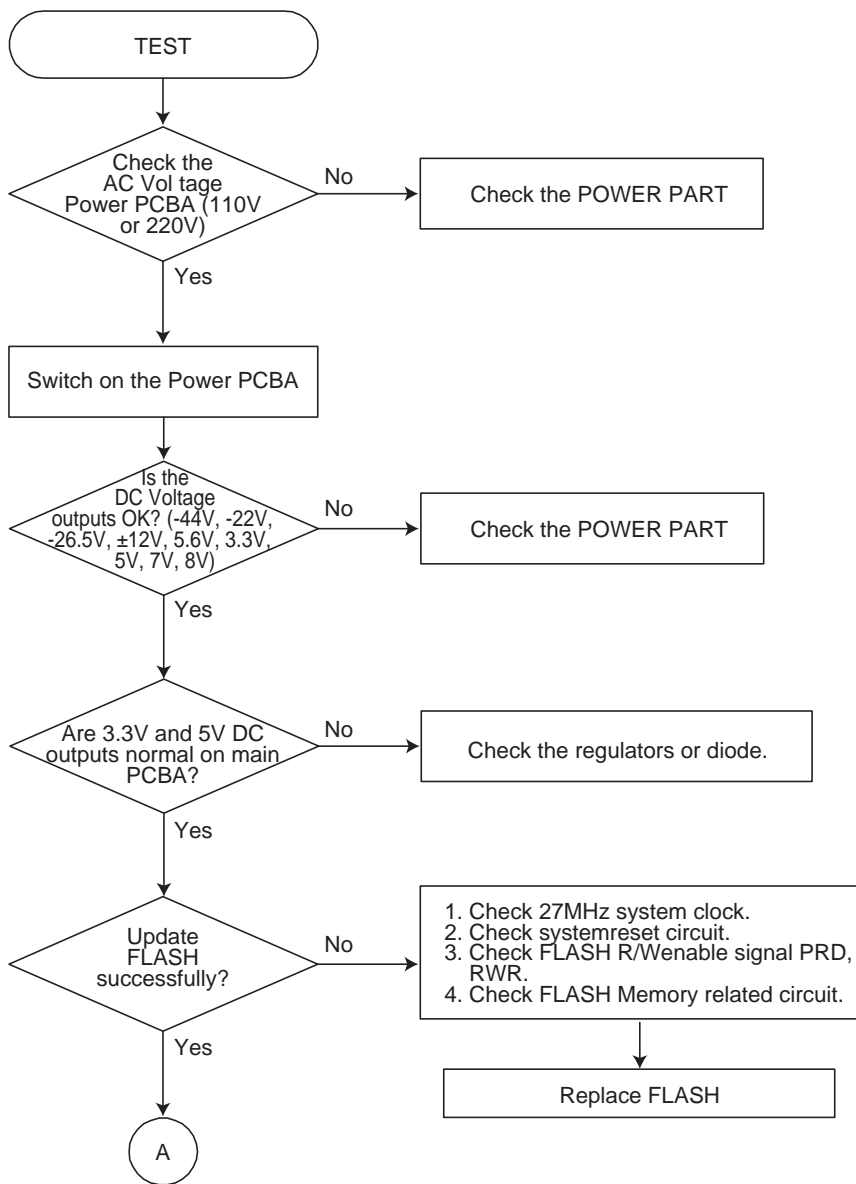 TEST
Check the
AC Vol tage
Power PCBA (110V
or 220V)
No
Check the POWER PART
Yes
Switch on the Power PCBA
Is the
DC Voltage
outputs OK? (-44V, -22V,
-26.5V, ±12V, 5.6V, 3.3V,
5V, 7V, 8V)
No
Check the POWER PART
Yes
Are 3.3V and 5V DC
outputs normal on main
PCBA?
No
Check the regulators or diode.
Yes
Update
FLASH
successfully?
No
1. Check 27MHz system clock.
2. Check systemreset circuit.
3. Check FLASH R/Wenable signal PRD,
RWR.
4. Check FLASH Memory related circuit.
Yes
Replace FLASH
A